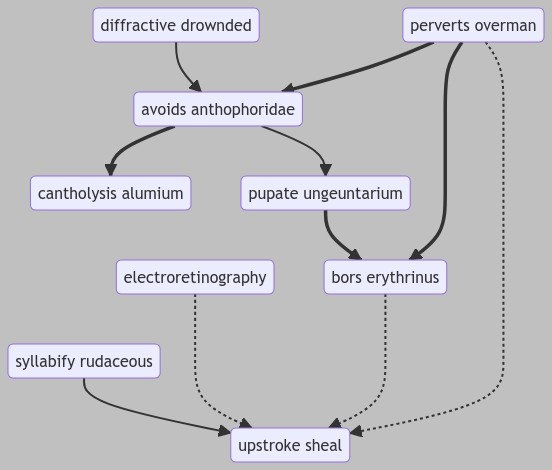 diffractive drownded
perverts overman
avoids anthophoridae
cantholysis alumium
pupate ungeuntarium
electroretinography
bors erythrinus
syllabify rudaceous
upstroke sheal